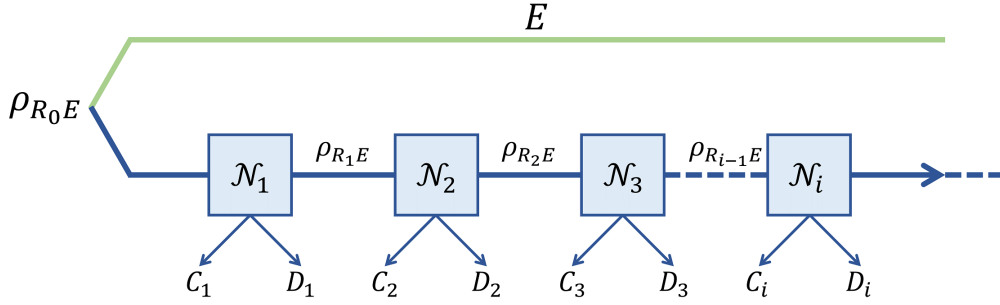 E
ρ_{R_0E}
ρ_{R_1E} ρ_{R_2E} ρ_{R_{i-1}E}
𝒩_1 𝒩_2 𝒩_3 𝒩_i
C_1 D_1 C_2 D_2 C_3 D_3 C_i D_i